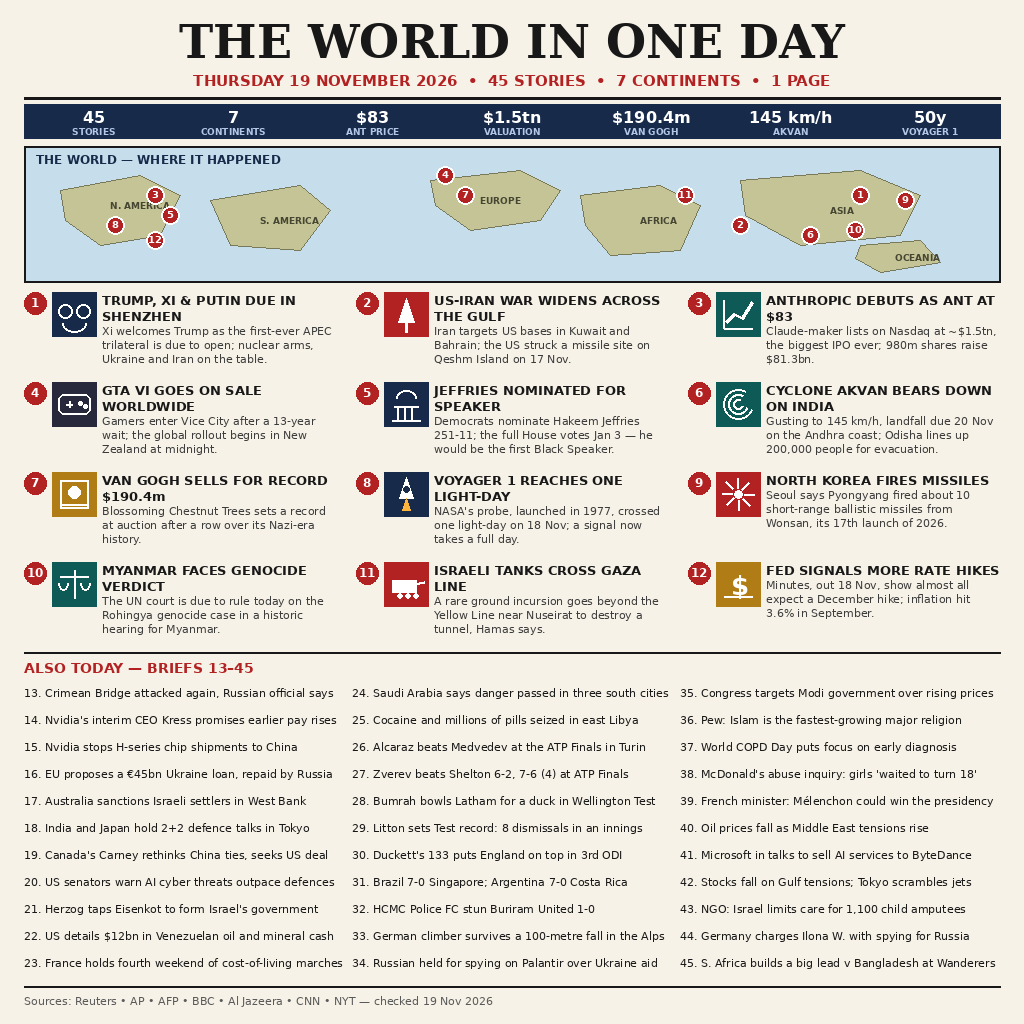 THE WORLD IN ONE DAY
THURSDAY 19 NOVEMBER 2026 • 45 STORIES • 7 CONTINENTS • 1 PAGE
45
STORIES
7
CONTINENTS
$83
ANT PRICE
$1.5tn
VALUATION
$190.4m
VAN GOGH
145 km/h
AKVAN
50y
VOYAGER 1
THE WORLD — WHERE IT HAPPENED
N. AMERICA
3
5
8
12
S. AMERICA
4
7
EUROPE
11
AFRICA
1
9
ASIA
2
6
10
OCEANIA
1
TRUMP, XI & PUTIN DUE IN
SHENZHEN
Xi welcomes Trump as the first-ever APEC
trilateral is due to open; nuclear arms,
Ukraine and Iran on the table.
2
US-IRAN WAR WIDENS ACROSS
THE GULF
Iran targets US bases in Kuwait and
Bahrain; the US struck a missile site on
Qeshm Island on 17 Nov.
3
ANTHROPIC DEBUTS AS ANT AT
$83
Claude-maker lists on Nasdaq at ~$1.5tn,
the biggest IPO ever; 980m shares raise
$81.3bn.
4
GTA VI GOES ON SALE
WORLDWIDE
Gamers enter Vice City after a 13-year
wait; the global rollout begins in New
Zealand at midnight.
5
JEFFRIES NOMINATED FOR
SPEAKER
Democrats nominate Hakeem Jeffries
251-11; the full House votes Jan 3 — he
would be the first Black Speaker.
6
CYCLONE AKVAN BEARS DOWN
ON INDIA
Gusting to 145 km/h, landfall due 20 Nov
on the Andhra coast; Odisha lines up
200,000 people for evacuation.
7
VAN GOGH SELLS FOR RECORD
$190.4m
Blossoming Chestnut Trees sets a record
at auction after a row over its Nazi-era
history.
8
VOYAGER 1 REACHES ONE
LIGHT-DAY
NASA's probe, launched in 1977, crossed
one light-day on 18 Nov; a signal now
takes a full day.
9
NORTH KOREA FIRES MISSILES
Seoul says Pyongyang fired about 10
short-range ballistic missiles from
Wonsan, its 17th launch of 2026.
10
MYANMAR FACES GENOCIDE
VERDICT
The UN court is due to rule today on the
Rohingya genocide case in a historic
hearing for Myanmar.
11
ISRAELI TANKS CROSS GAZA
LINE
A rare ground incursion goes beyond the
Yellow Line near Nuseirat to destroy a
tunnel, Hamas says.
12
$
FED SIGNALS MORE RATE HIKES
Minutes, out 18 Nov, show almost all
expect a December hike; inflation hit
3.6% in September.
ALSO TODAY — BRIEFS 13–45
13. Crimean Bridge attacked again, Russian official says
14. Nvidia's interim CEO Kress promises earlier pay rises
15. Nvidia stops H-series chip shipments to China
16. EU proposes a €45bn Ukraine loan, repaid by Russia
17. Australia sanctions Israeli settlers in West Bank
18. India and Japan hold 2+2 defence talks in Tokyo
19. Canada's Carney rethinks China ties, seeks US deal
20. US senators warn AI cyber threats outpace defences
21. Herzog taps Eisenkot to form Israel's government
22. US details $12bn in Venezuelan oil and mineral cash
23. France holds fourth weekend of cost-of-living marches
24. Saudi Arabia says danger passed in three south cities
25. Cocaine and millions of pills seized in east Libya
26. Alcaraz beats Medvedev at the ATP Finals in Turin
27. Zverev beats Shelton 6-2, 7-6 (4) at ATP Finals
28. Bumrah bowls Latham for a duck in Wellington Test
29. Litton sets Test record: 8 dismissals in an innings
30. Duckett's 133 puts England on top in 3rd ODI
31. Brazil 7-0 Singapore; Argentina 7-0 Costa Rica
32. HCMC Police FC stun Buriram United 1-0
33. German climber survives a 100-metre fall in the Alps
34. Russian held for spying on Palantir over Ukraine aid
35. Congress targets Modi government over rising prices
36. Pew: Islam is the fastest-growing major religion
37. World COPD Day puts focus on early diagnosis
38. McDonald's abuse inquiry: girls 'waited to turn 18'
39. French minister: Mélenchon could win the presidency
40. Oil prices fall as Middle East tensions rise
41. Microsoft in talks to sell AI services to ByteDance
42. Stocks fall on Gulf tensions; Tokyo scrambles jets
43. NGO: Israel limits care for 1,100 child amputees
44. Germany charges Ilona W. with spying for Russia
45. S. Africa builds a big lead v Bangladesh at Wanderers
Sources: Reuters • AP • AFP • BBC • Al Jazeera • CNN • NYT — checked 19 Nov 2026